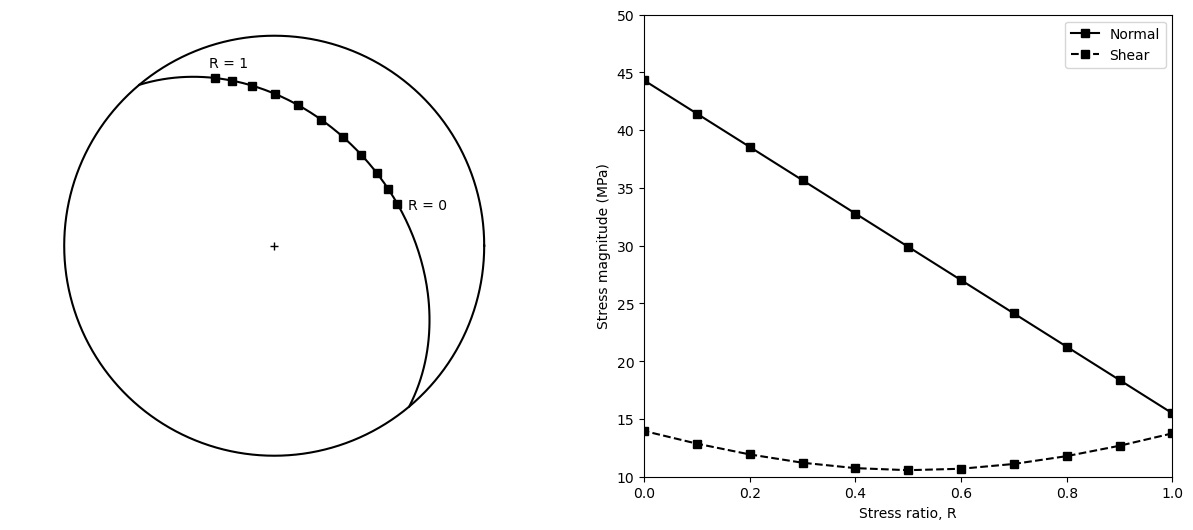 R = 1
R = 0
50
45
40
35
30
25
20
15
10
Stress magnitude (MPa)
Normal
Shear
0.0 0.2 0.4 0.6 0.8 1.0
Stress ratio, R